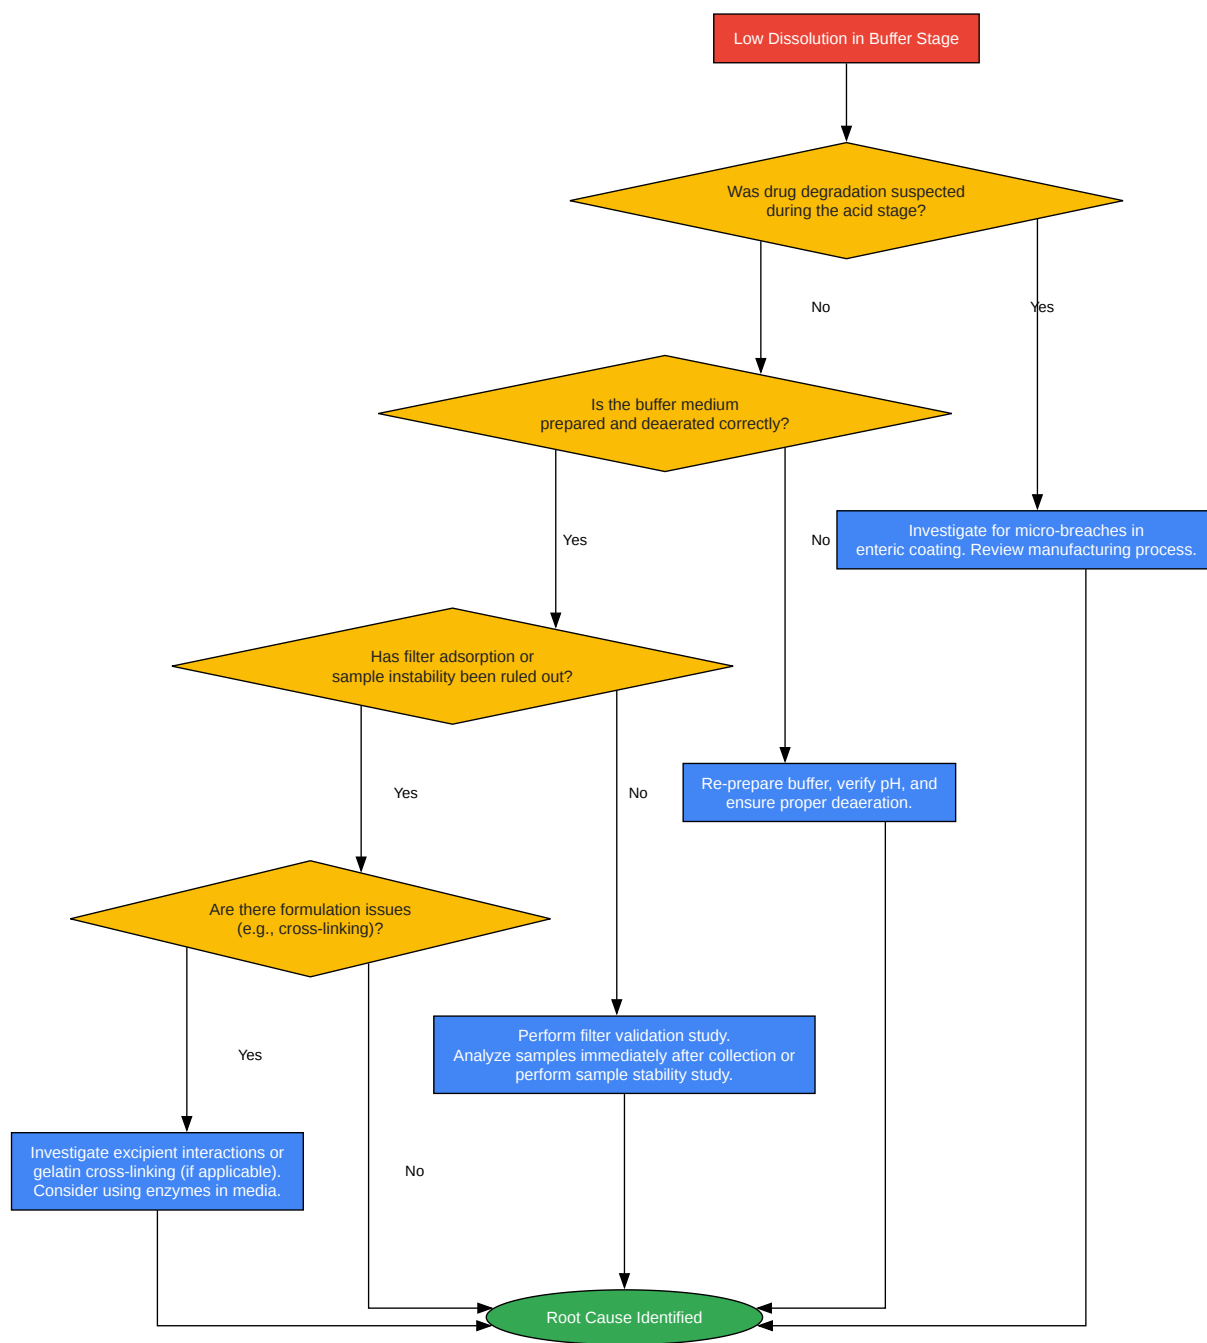 Low Dissolution in Buffer Stage
Was drug degradation suspected
during the acid stage?
No
Yes
Is the buffer medium
prepared and deaerated correctly?
Investigate for micro-breaches in
enteric coating. Review manufacturing process.
Yes
No
Has filter adsorption or
sample instability been ruled out?
Re-prepare buffer, verify pH, and
ensure proper deaeration.
Yes
No
Are there formulation issues
(e.g., cross-linking)?
Perform filter validation study.
Analyze samples immediately after collection or
perform sample stability study.
Yes
Investigate excipient interactions or
gelatin cross-linking (if applicable).
Consider using enzymes in media.
No
Root Cause Identified